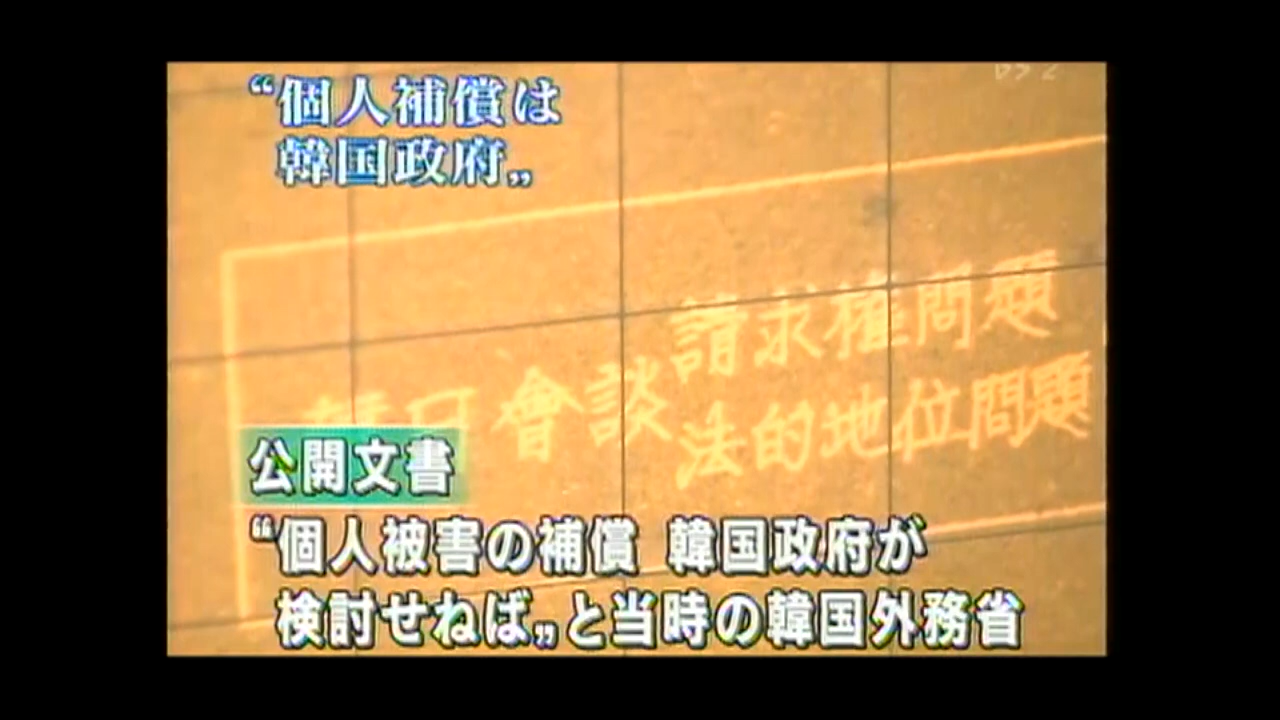 “個人補償は
韓国政府„
請求権問題
會談
法的地位問題
公開文書
“個人被害の補償 韓国政府が
検討せねば„と当時の韓国外務省